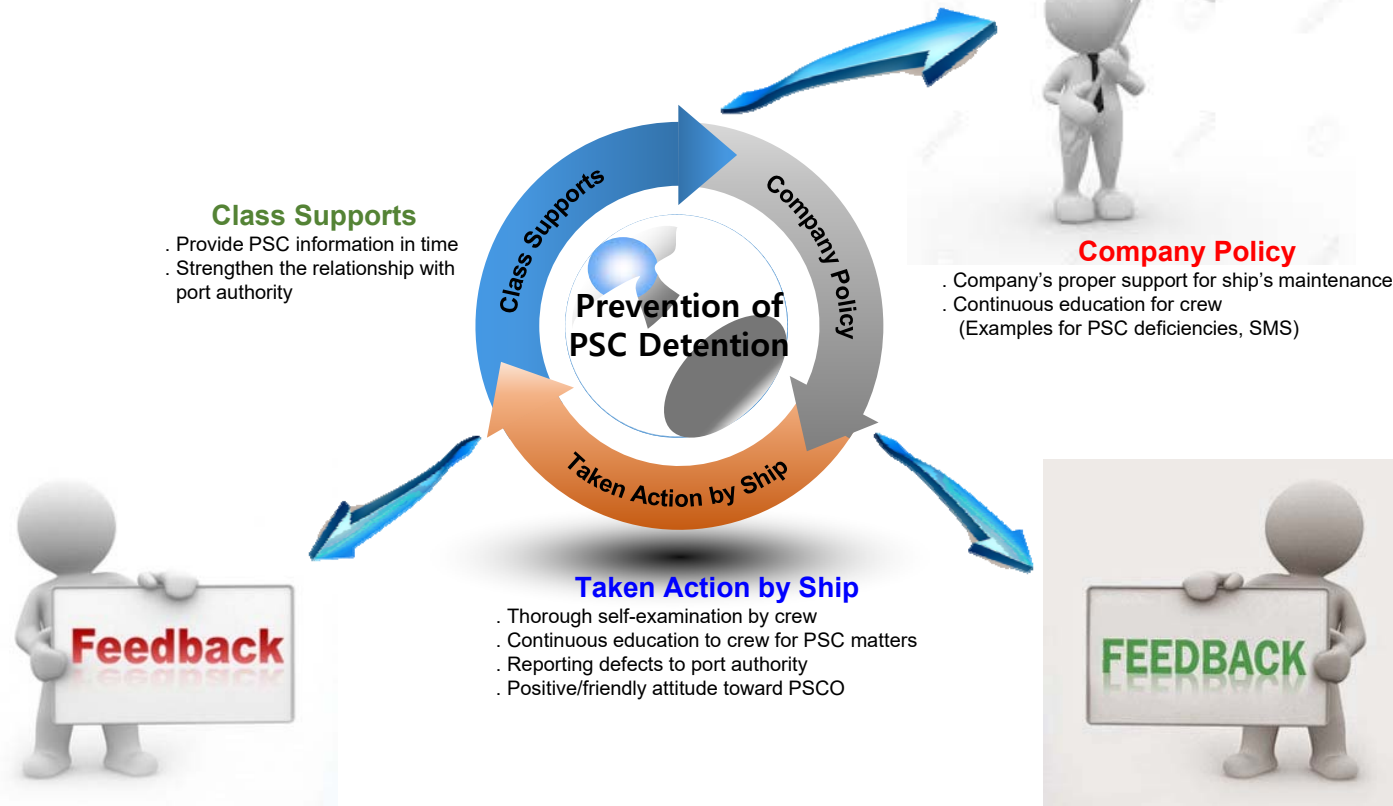 Class Supports
Company Policy
Taken Action by Ship
Prevention of
PSC Detention
Class Supports
. Provide PSC information in time
. Strengthen the relationship with
port authority
Company Policy
. Company's proper support for ship's maintenance
. Continuous education for crew
(Examples for PSC deficiencies, SMS)
Taken Action by Ship
. Thorough self-examination by crew
. Continuous education to crew for PSC matters
. Reporting defects to port authority
. Positive/friendly attitude toward PSCO
Feedback
FEEDBACK